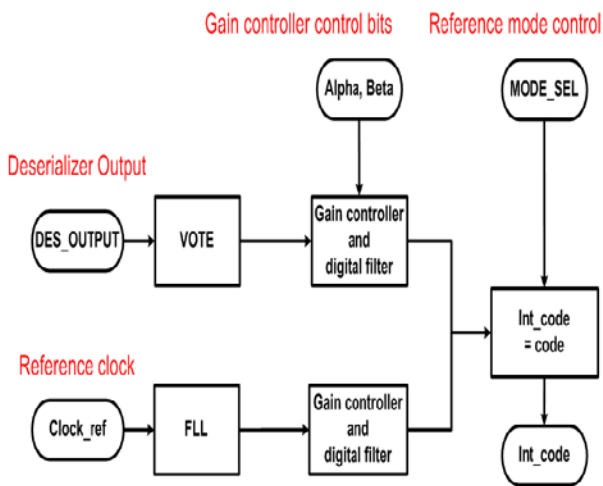 Gain controller control bits
Reference mode control
Alpha, Beta
MODE_SEL
Deserializer Output
DES_OUTPUT
VOTE
Gain controller
and
digital filter
Int_code
= code
Reference clock
Clock_ref
FLL
Gain controller
and
digital filter
Int_code